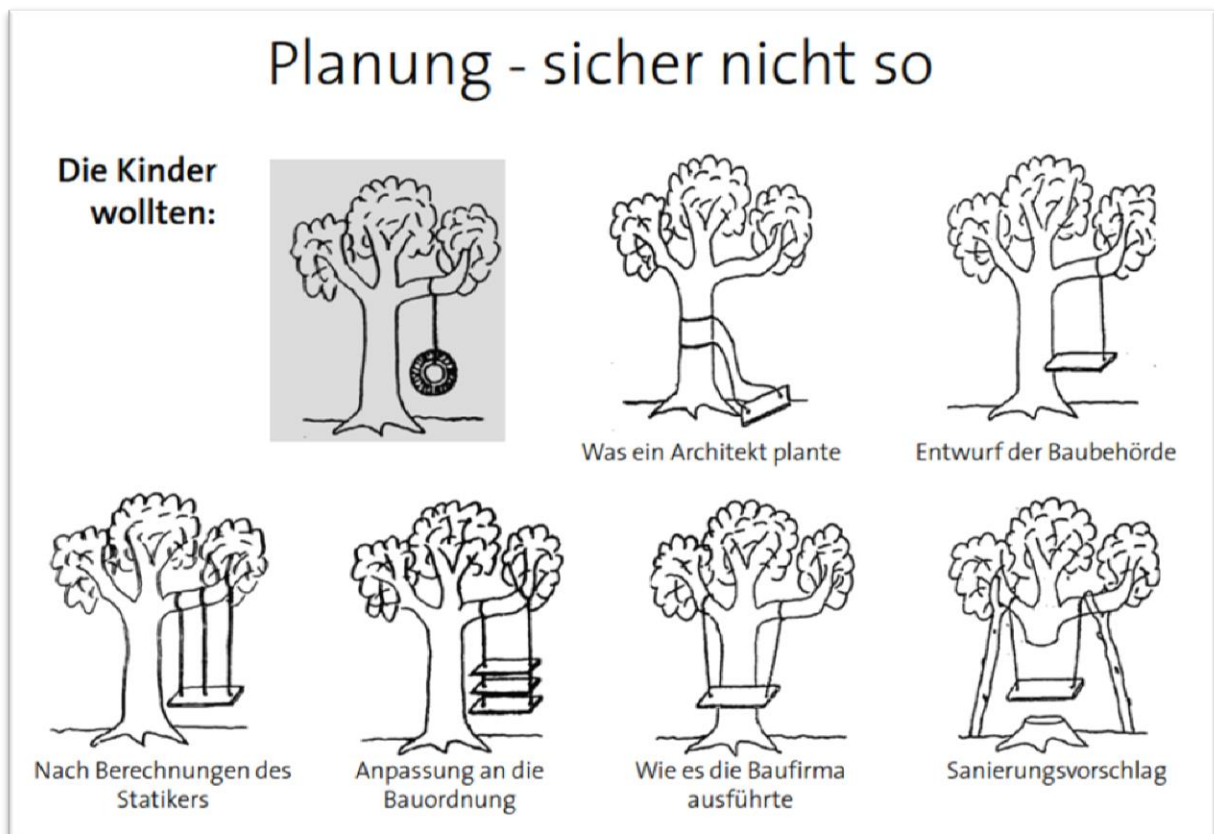 Planung - sicher nicht so
Die Kinder
wollten:
Was ein Architekt plante
Entwurf der Baubehörde
Nach Berechnungen des
Statikers
Anpassung an die
Bauordnung
Wie es die Baufirma
ausführte
Sanierungsvorschlag